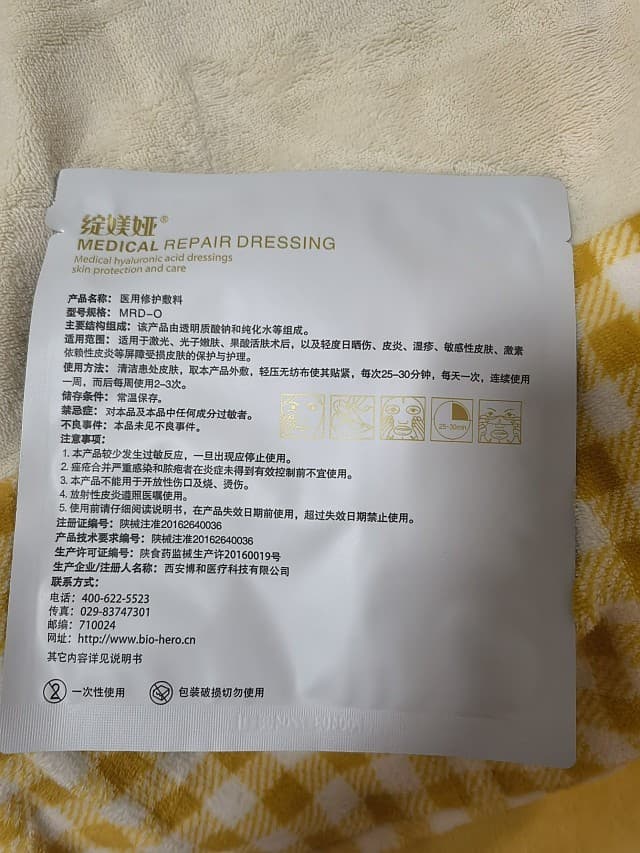 绽媄娅®
MEDICAL REPAIR DRESSING
Medical hyaluronic acid dressings
skin protection and care
产品名称： 医用修护敷料
型号规格： MRD-O
主要结构组成：该产品由透明质酸钠和纯化水等组成。
适用范围： 适用于激光、光子嫩肤、果酸活肤术后，以及轻度日晒伤、皮炎、湿疹、敏感性皮肤、激素
依赖性皮炎等屏障受损皮肤的保护与护理。
使用方法： 清洁患处皮肤，取本产品外敷，轻压无纺布使其贴紧，每次25-30分钟，每天一次，连续使用
一周，而后每周使用2-3次。
储存条件： 常温保存。
禁忌症： 对本品及本品中任何成分过敏者。
不良事件： 本品未见不良事件。
25-30min
注意事项：
1. 本产品较少发生过敏反应，一旦出现应停止使用。
2. 痤疮合并严重感染和脓疱者在炎症未得到有效控制前不宜使用。
3. 本产品不能用于开放性伤口及烧、烫伤。
4. 放射性皮炎遵照医嘱使用。
5. 使用前请仔细阅读说明书，在产品失效日期前使用，超过失效日期禁止使用。
注册证编号：陕械注准20162640036
产品技术要求编号：陕械注准20162640036
生产许可证编号：陕食药监械生产许20160019号
生产企业/注册人名称：西安博和医疗科技有限公司
联系方式：
电话：400-622-5523
传真：029-83747301
邮编：710024
网址：http://www.bio-hero.cn
其它内容详见说明书
一次性使用
包装破损切勿使用